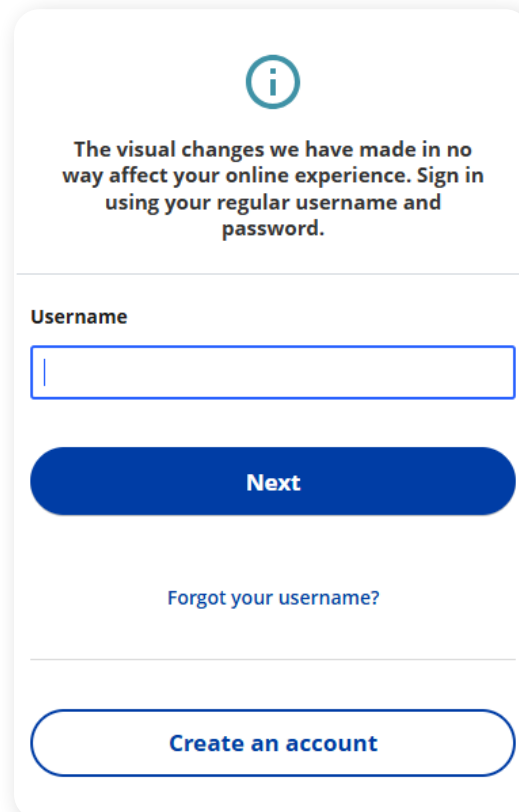 The visual changes we have made in no
way affect your online experience. Sign in
using your regular username and
password.
Username
Next
Forgot your username?
Create an account